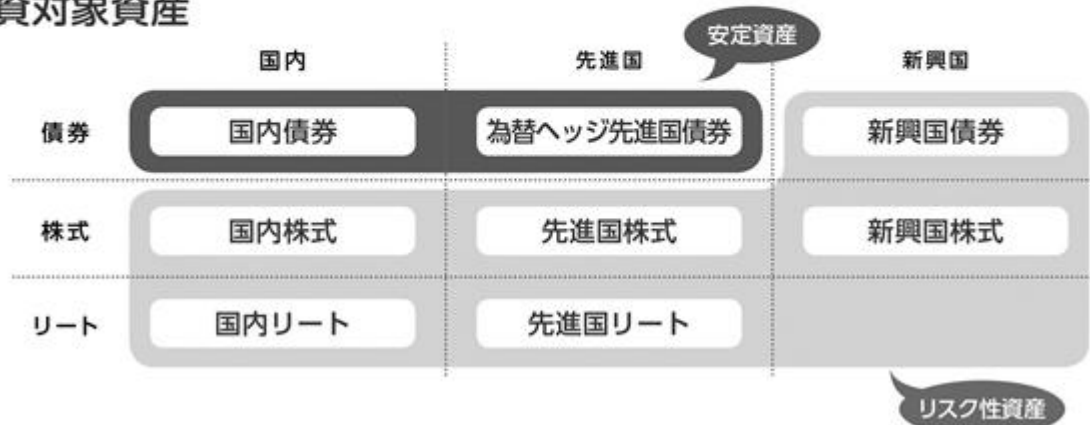 資対象資産
安定資産
国内 先進国 新興国
債券 国内債券 為替ヘッジ先進国債券 新興国債券
株式 国内株式 先進国株式 新興国株式
リート 国内リート 先進国リート
リスク性資産